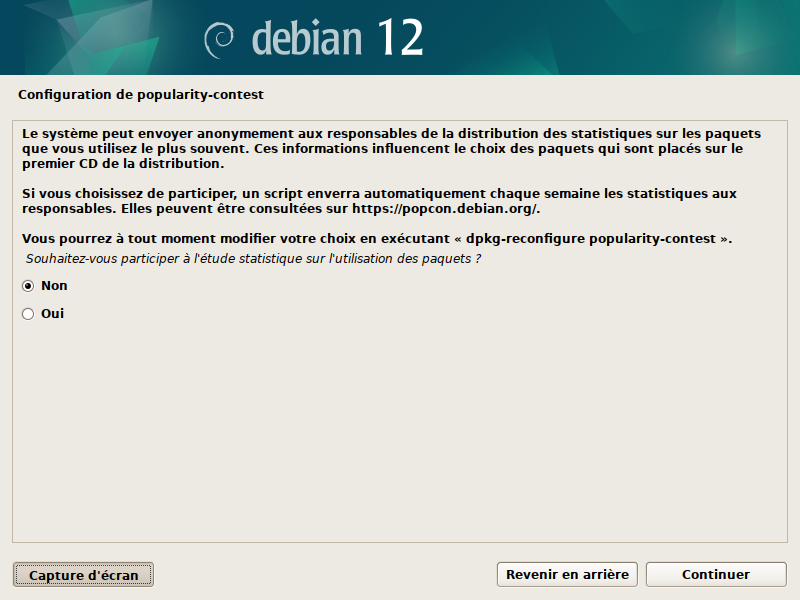 debian 12
Configuration de popularity-contest
Le système peut envoyer anonymement aux responsables de la distribution des statistiques sur les paquets
que vous utilisez le plus souvent. Ces informations influencent le choix des paquets qui sont placés sur le
premier CD de la distribution.
Si vous choisissez de participer, un script enverra automatiquement chaque semaine les statistiques aux
responsables. Elles peuvent être consultées sur https://popcon.debian.org/.
Vous pourrez à tout moment modifier votre choix en exécutant « dpkg-reconfigure popularity-contest ».
Souhaitez-vous participer à l'étude statistique sur l'utilisation des paquets ?
Non
Oui
Capture d'écran
Revenir en arrière
Continuer